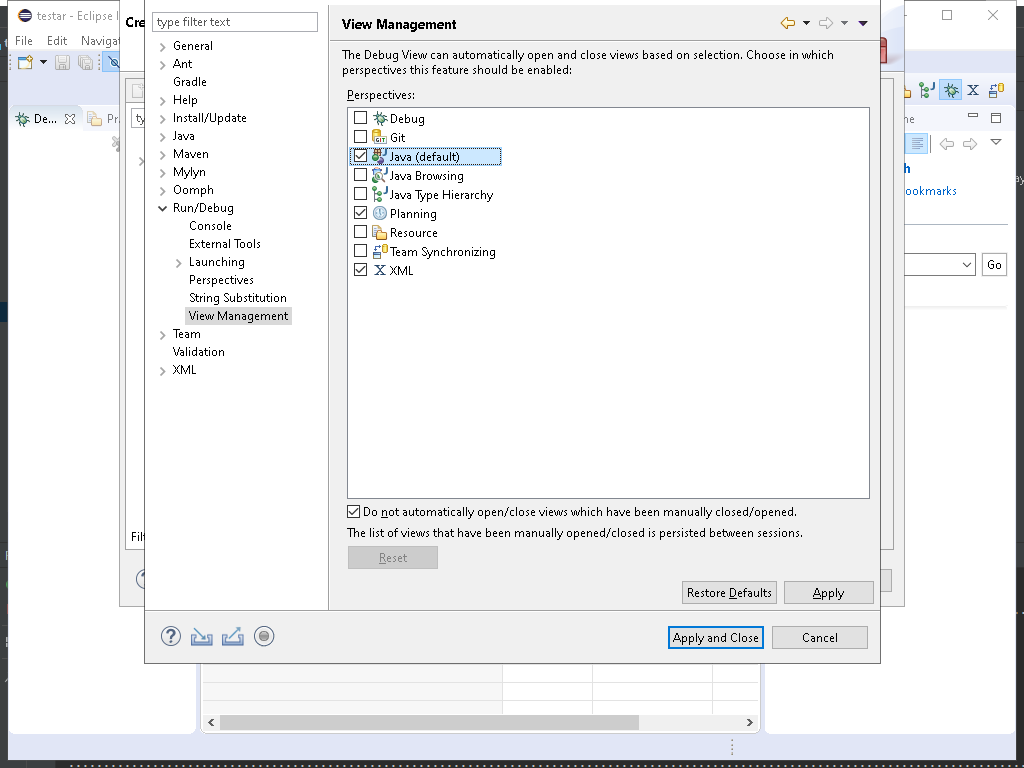 testar - Eclipse I
File
Edit
Navigat
Cre
type filter text
General
Ant
Gradle
Help
Install/Update
Java
Maven
Mylyn
Oomph
Run/Debug
Console
External Tools
Launching
Perspectives
String Substitution
View Management
Team
Validation
XML
View Management
The Debug View can automatically open and close views based on selection. Choose in which
perspectives this feature should be enabled:
Perspectives:
Debug
Git
Java (default)
Java Browsing
Java Type Hierarchy
Planning
Resource
Team Synchronizing
XML
Do not automatically open/close views which have been manually closed/opened.
The list of views that have been manually opened/closed is persisted between sessions.
Reset
Restore Defaults
Apply
Apply and Close
Cancel
De...
Pr
ty
Filt
ne
h
ookmarks
Go